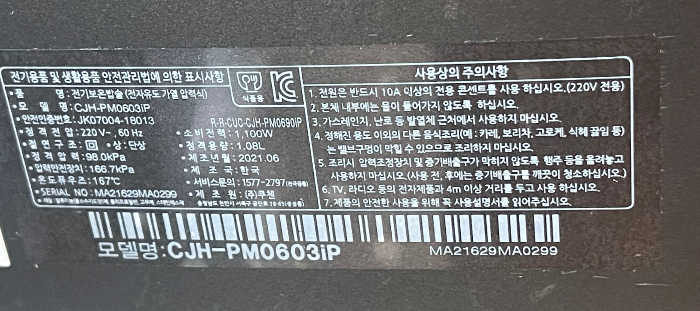 전기용품 및 생활용품 안전관리법에 의한 표시사항
식품용
R-R-CUC-CJH-PM0690iP
•품 명: 전기보온밥솥 (전자유도가열 압력식)
•모 델 명: CJH-PM0603iP
•안전인증번호: JK07004-18013
•정 격 전 압: 220V~, 60 Hz
•소 비 전 력: 1,100W
•절 연 구 조: •상: 단상
•정 격 용 량: 1.08L
•정 격 압 력: 98.0kPa
•제 조 년 월: 2021.06
•압력안전장치: 166.7kPa
•제 조 국: 한국
•온도퓨우즈: 167℃
•서비스문의: 1577-2797
•SERIAL NO: MA21629MA0299
•제 조 원: (주)쿠첸
사용상의 주의사항
1. 전원은 반드시 10A 이상의 전용 콘센트를 사용 하십시오.(220V 전용)
2. 본체 내부에는 물이 들어가지 않도록 하십시오.
3. 가스레인지, 난로 등 발열체 근처에서 사용하지 마십시오.
4. 정해진 용도 이외의 다른 음식조리(예: 카레, 보리차, 고로케, 식혜 끓임 등)
는 밸브구멍이 막힐 수 있으므로 조리하지 마십시오.
5. 조리시 압력조정장치 및 증기배출구가 막히지 않도록 행주 등을 올려놓고
사용하지 마십시오.(사용 전, 후에는 증기배출구를 깨끗이 청소하십시오.)
6. TV, 라디오 등의 전자제품과 4m 이상 거리를 두고 사용 하십시오.
7. 제품의 안전한 사용을 위해 꼭 사용설명서를 읽어주십시오.
모델명:CJH-PM0603iP
MA21629MA0299